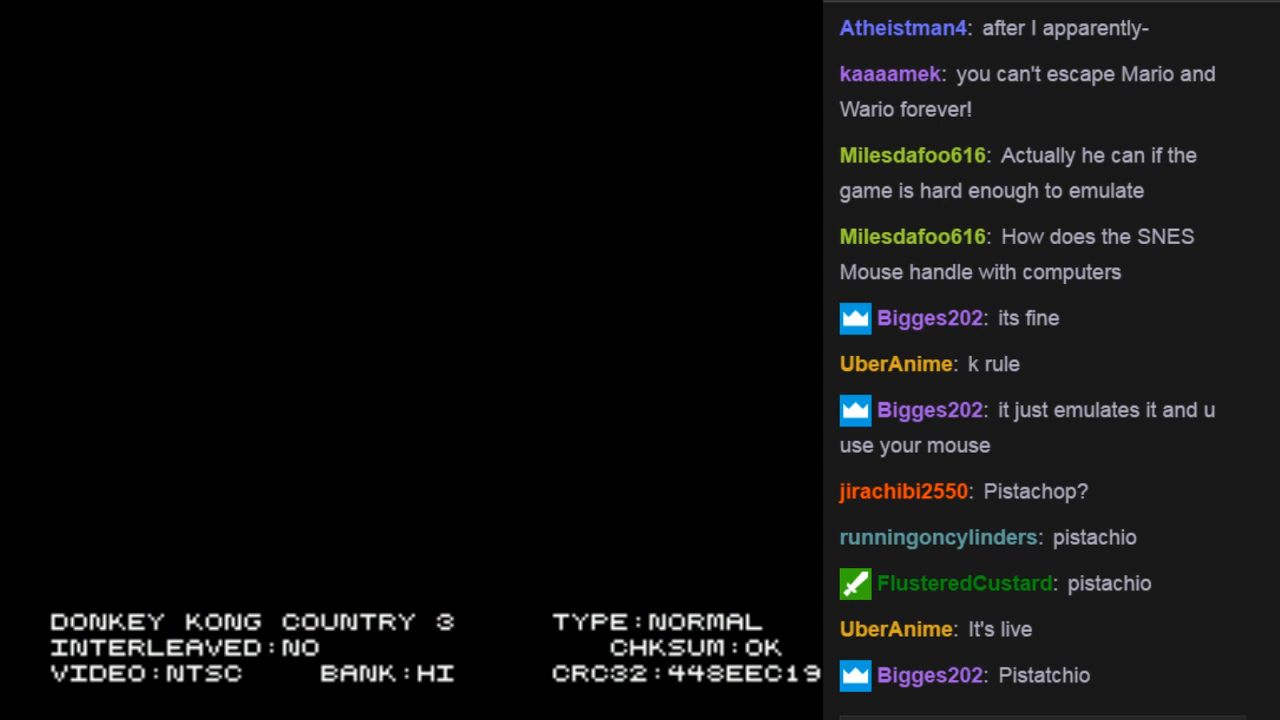 Atheistman4: after I apparently-
kaaaamek: you can't escape Mario and
Wario forever!
Milesdafoo616: Actually he can if the
game is hard enough to emulate
Milesdafoo616: How does the SNES
Mouse handle with computers
Bigges202: its fine
UberAnime: k rule
Bigges202: it just emulates it and u
use your mouse
jirachibi2550: Pistachop?
runningoncylinders: pistachio
FlusteredCustard: pistachio
UberAnime: It's live
Bigges202: Pistatchio
DONKEY KONG COUNTRY 3 TYPE:NORMAL
INTERLEAVED:NO CHKSUM:OK
VIDEO:NTSC BANK:HI CRC32:448EEC19